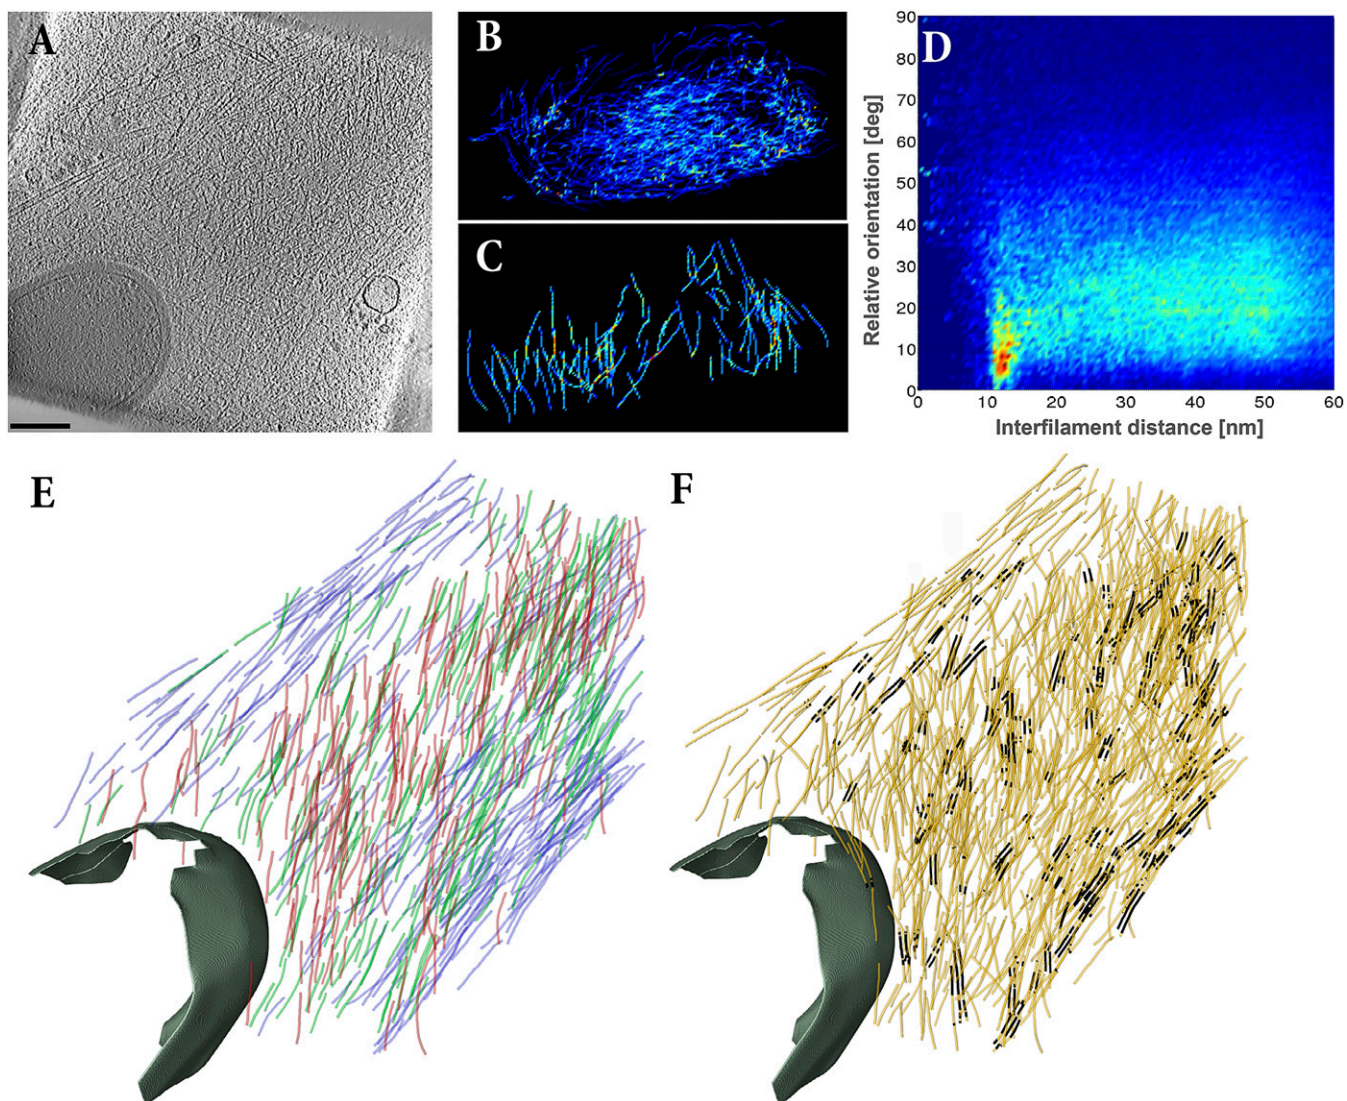 A
B
C
D
90
80
70
60
50
40
30
20
10
0
Relative orientation [deg]
0 10 20 30 40 50 60
Interfilament distance [nm]
E
F